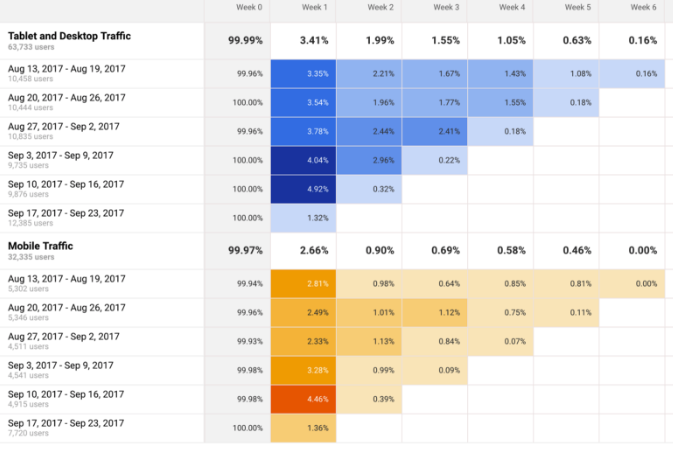 Week 0 Week 1 Week 2 Week 3 Week 4 Week 5 Week 6
Tablet and Desktop Traffic 99.99% 3.41% 1.99% 1.55% 1.05% 0.63% 0.16%
63,733 users
Aug 13, 2017 - Aug 19, 2017 99.96% 3.35% 2.21% 1.67% 1.43% 1.08% 0.16%
10,458 users
Aug 20, 2017 - Aug 26, 2017 100.00% 3.54% 1.96% 1.77% 1.55% 0.18%
10,444 users
Aug 27, 2017 - Sep 2, 2017 99.96% 3.78% 2.44% 2.41% 0.18%
10,835 users
Sep 3, 2017 - Sep 9, 2017 100.00% 4.04% 2.96% 0.22%
9,735 users
Sep 10, 2017 - Sep 16, 2017 100.00% 4.92% 0.32%
9,876 users
Sep 17, 2017 - Sep 23, 2017 100.00% 1.32%
12,385 users
Mobile Traffic 99.97% 2.66% 0.90% 0.69% 0.58% 0.46% 0.00%
32,335 users
Aug 13, 2017 - Aug 19, 2017 99.94% 2.81% 0.98% 0.64% 0.85% 0.81% 0.00%
5,302 users
Aug 20, 2017 - Aug 26, 2017 99.96% 2.49% 1.01% 1.12% 0.75% 0.11%
5,346 users
Aug 27, 2017 - Sep 2, 2017 99.93% 2.33% 1.13% 0.84% 0.07%
4,511 users
Sep 3, 2017 - Sep 9, 2017 99.98% 3.28% 0.99% 0.09%
4,541 users
Sep 10, 2017 - Sep 16, 2017 99.98% 4.46% 0.39%
4,915 users
Sep 17, 2017 - Sep 23, 2017 100.00% 1.36%
7,720 users